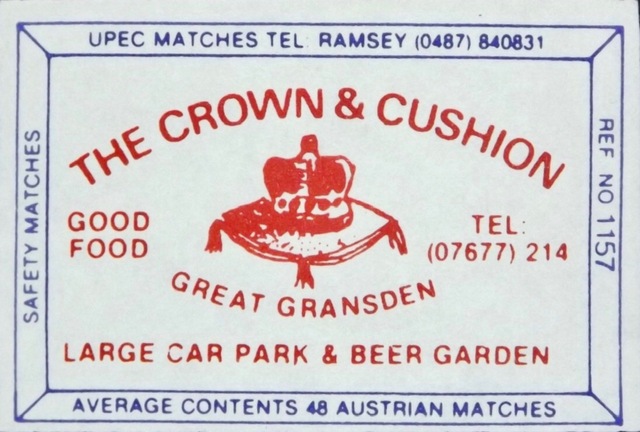 UPEC MATCHES TEL: RAMSEY (0487) 840831
SAFETY MATCHES
THE CROWN & CUSHION
GOOD
FOOD
TEL:
(07677) 214
GREAT GRANSDEN
LARGE CAR PARK & BEER GARDEN
REF NO 1157
AVERAGE CONTENTS 48 AUSTRIAN MATCHES